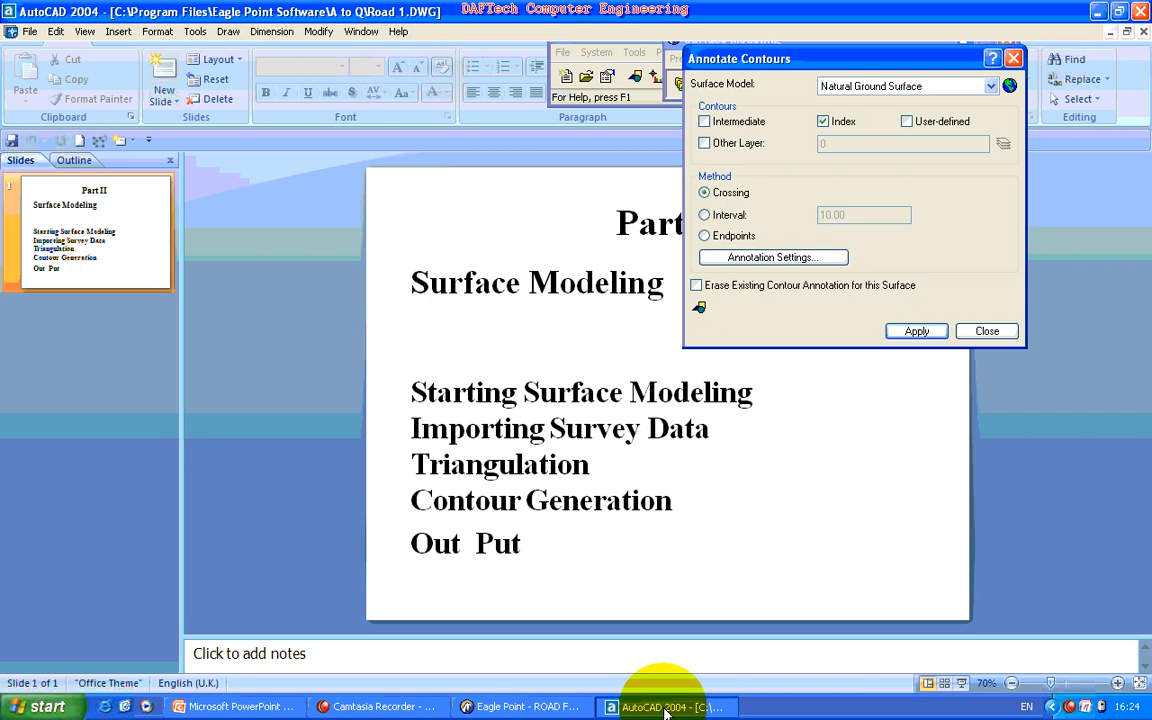 AutoCAD 2004 - [C:\Program Files\Eagle Point Software\A to Q\Road 1.DWG]
DAFTech Computer Engineering
File Edit View Insert Format Tools Draw Dimension Modify Window Help
Paste
Cut
Copy
Format Painter
Clipboard
New Slide
Layout
Reset
Delete
Slides
B I U abc S AV Aa A
Font
Paragraph
File System Tools
For Help, press F1
Find
Replace
Select
Editing
Annotate Contours
Surface Model: Natural Ground Surface
Contours
Intermediate Index User-defined
Other Layer: 0
Method
Crossing
Interval: 10.00
Endpoints
Annotation Settings...
Erase Existing Contour Annotation for this Surface
Apply Close
Slides Outline
1
Part II
Surface Modeling
Starting Surface Modeling
Importing Survey Data
Triangulation
Contour Generation
Out Put
Part
Surface Modeling
Starting Surface Modeling
Importing Survey Data
Triangulation
Contour Generation
Out Put
Click to add notes
Slide 1 of 1 "Office Theme" English (U.K.) 70%
start Microsoft PowerPoint ... Camtasia Recorder - ... Eagle Point - ROAD F... AutoCAD 2004 - [C:\... EN 16:24